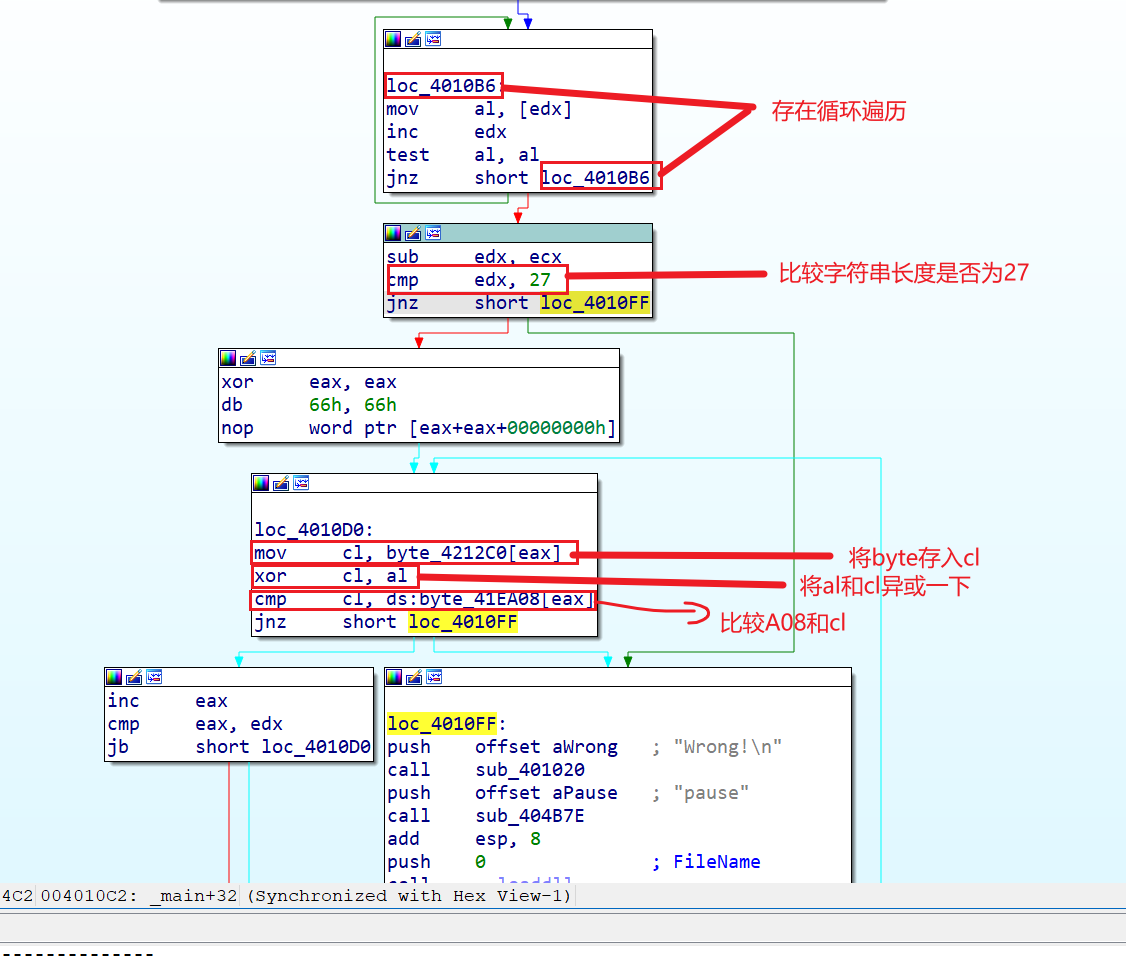 loc_4010B6:
mov al, [edx]
inc edx
test al, al
jnz short loc_4010B6
存在循环遍历
sub edx, ecx
cmp edx, 27
jnz short loc_4010FF
比较字符串长度是否为27
xor eax, eax
db 66h, 66h
nop word ptr [eax+eax+00000000h]
loc_4010D0:
mov cl, byte_4212C0[eax]
xor cl, al
cmp cl, ds:byte_41EA08[eax]
jnz short loc_4010FF
将byte存入cl
将al和cl异或一下
比较A08和cl
inc eax
cmp eax, edx
jb short loc_4010D0
loc_4010FF:
push offset aWrong ; "Wrong!\n"
call sub_401020
push offset aPause ; "pause"
call sub_404B7E
add esp, 8
push 0 ; FileName
4C2 004010C2: _main+32 (Synchronized with Hex View-1)
--------------